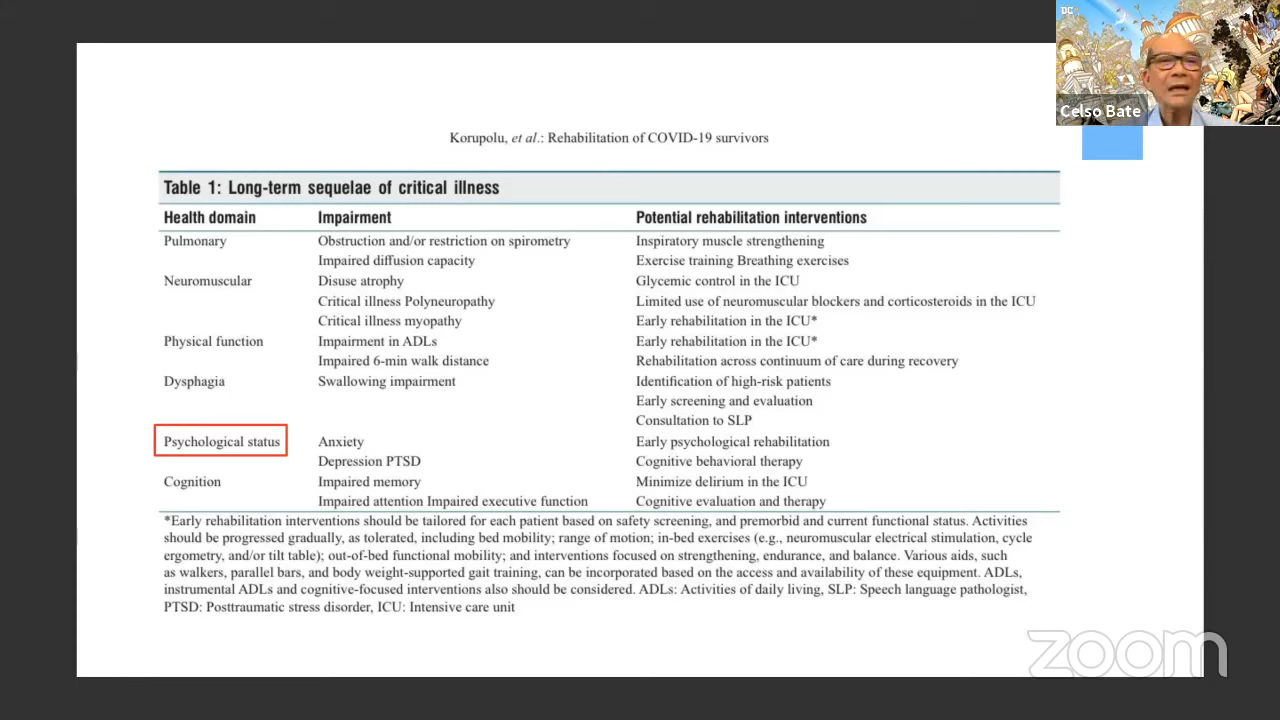 DC
Celso Bate
Korupolu, et al.: Rehabilitation of COVID-19 survivors
Table 1: Long-term sequelae of critical illness
Health domain Impairment Potential rehabilitation interventions
Pulmonary Obstruction and/or restriction on spirometry Inspiratory muscle strengthening
Impaired diffusion capacity Exercise training Breathing exercises
Neuromuscular Disuse atrophy Glycemic control in the ICU
Critical illness Polyneuropathy Limited use of neuromuscular blockers and corticosteroids in the ICU
Critical illness myopathy Early rehabilitation in the ICU*
Physical function Impairment in ADLs Early rehabilitation in the ICU*
Impaired 6-min walk distance Rehabilitation across continuum of care during recovery
Dysphagia Swallowing impairment Identification of high-risk patients
Early screening and evaluation
Consultation to SLP
Psychological status Anxiety Early psychological rehabilitation
Depression PTSD Cognitive behavioral therapy
Cognition Impaired memory Minimize delirium in the ICU
Impaired attention Impaired executive function Cognitive evaluation and therapy
*Early rehabilitation interventions should be tailored for each patient based on safety screening, and premorbid and current functional status. Activities
should be progressed gradually, as tolerated, including bed mobility; range of motion; in-bed exercises (e.g., neuromuscular electrical stimulation, cycle
ergometry, and/or tilt table); out-of-bed functional mobility; and interventions focused on strengthening, endurance, and balance. Various aids, such
as walkers, parallel bars, and body weight-supported gait training, can be incorporated based on the access and availability of these equipment. ADLs,
instrumental ADLs and cognitive-focused interventions also should be considered. ADLs: Activities of daily living, SLP: Speech language pathologist,
PTSD: Posttraumatic stress disorder, ICU: Intensive care unit
zoom